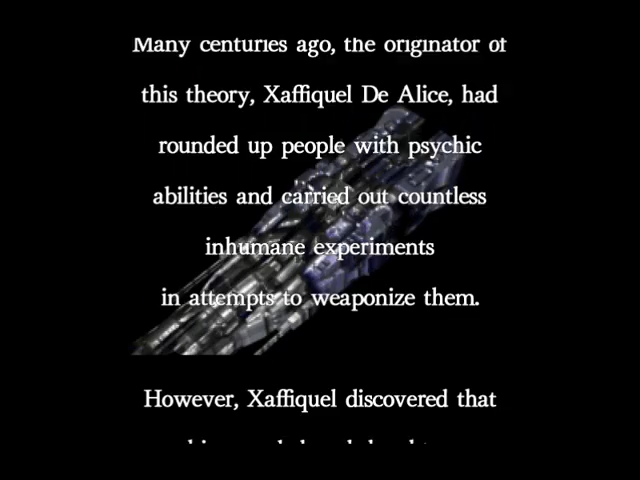 Many centuries ago, the originator of
this theory, Xaffiquel De Alice, had
rounded up people with psychic
abilities and carried out countless
inhumane experiments
in attempts to weaponize them.
However, Xaffiquel discovered that